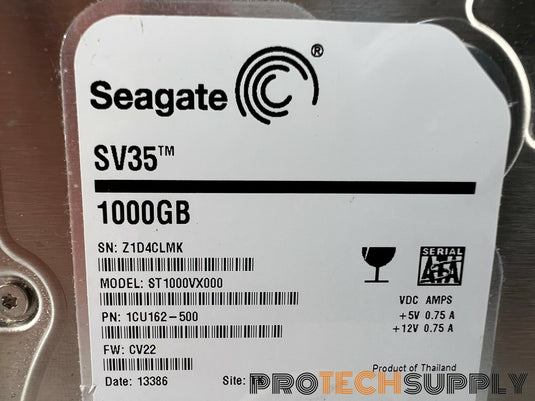 Seagate®
SV35™
1000GB
SN: Z1D4CLMK
MODEL: ST1000VX000
PN: 1CU162-500
FW: CV22
Date: 13386 Site: TK
SERIAL
ATA
VDC AMPS
+5V 0.75 A
+12V 0.75 A
Product of Thailand
PROTECHSUPPLY